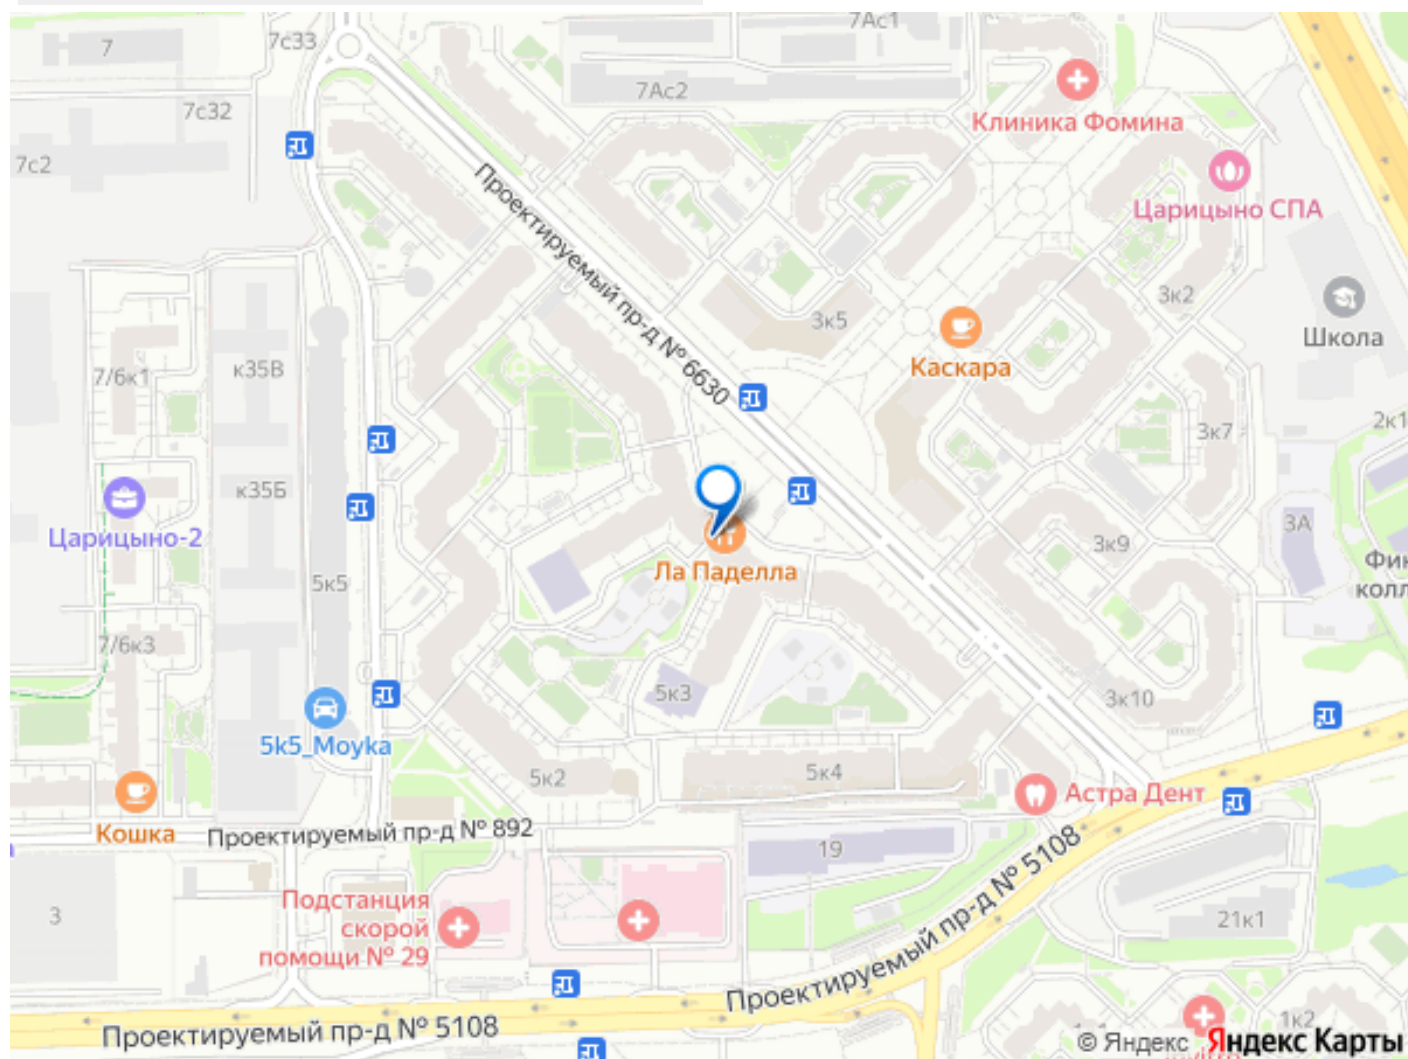 7Ас1
7
7с33
7Ас2
7с32
Клиника Фомина
7с2
Проектируемый пр-д № 6630
Царицыно СПА
3к2
3к5
Школа
Каскара
7/6к1
к35В
2к1
3к7
к35Б
Царицыно-2
3А
3к9
Ла Паделла
Фин
колл
5к5
7/6к3
5к3
3к10
5k5_Moyka
5к2
5к4
Астра Дент
Кошка
Проектируемый пр-д № 892
19
Проектируемый пр-д № 5108
Подстанция
скорой
помощи № 29
3
21к1
Проектируемый пр-д № 5108
1к2
© Яндекс Яндекс Карты